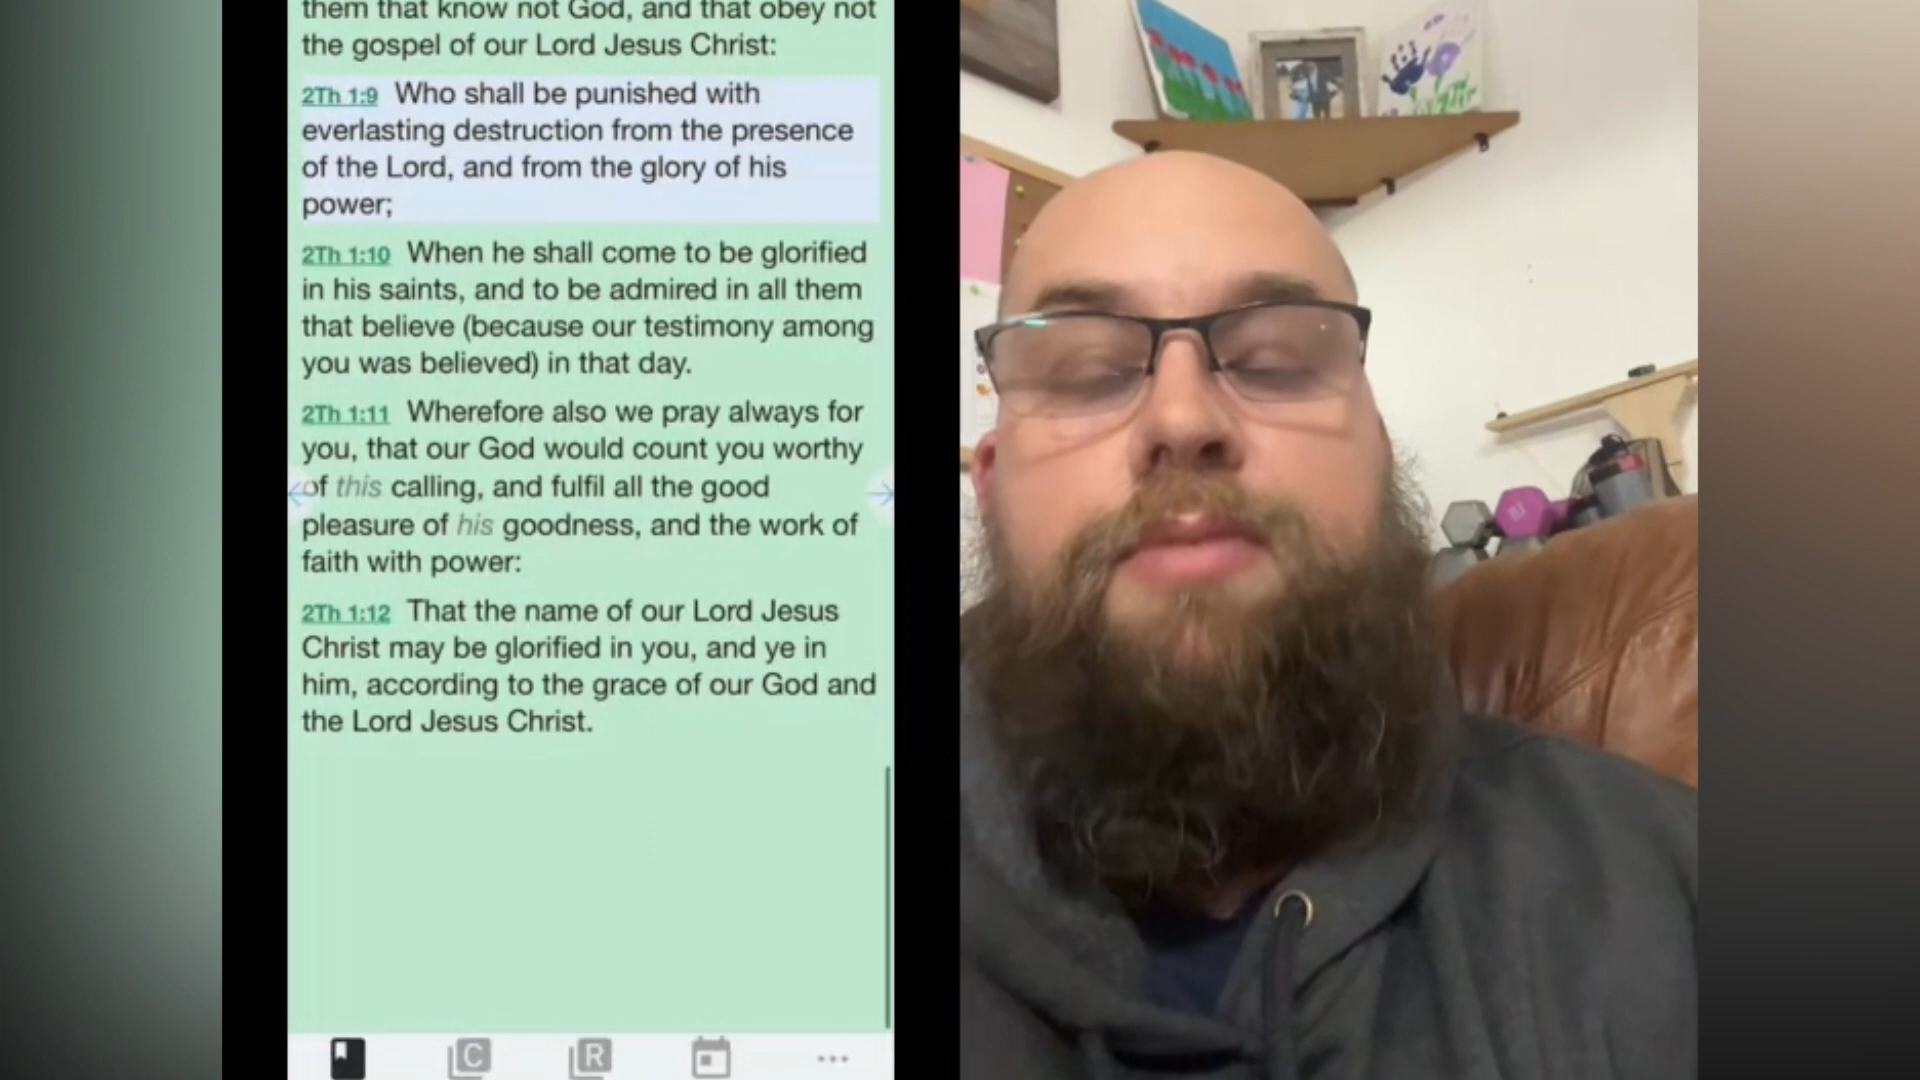 them that know not God, and that obey not
the gospel of our Lord Jesus Christ:
2Th 1:9 Who shall be punished with
everlasting destruction from the presence
of the Lord, and from the glory of his
power;
2Th 1:10 When he shall come to be glorified
in his saints, and to be admired in all them
that believe (because our testimony among
you was believed) in that day.
2Th 1:11 Wherefore also we pray always for
you, that our God would count you worthy
of this calling, and fulfil all the good
pleasure of his goodness, and the work of
faith with power:
2Th 1:12 That the name of our Lord Jesus
Christ may be glorified in you, and ye in
him, according to the grace of our God and
the Lord Jesus Christ.
C R